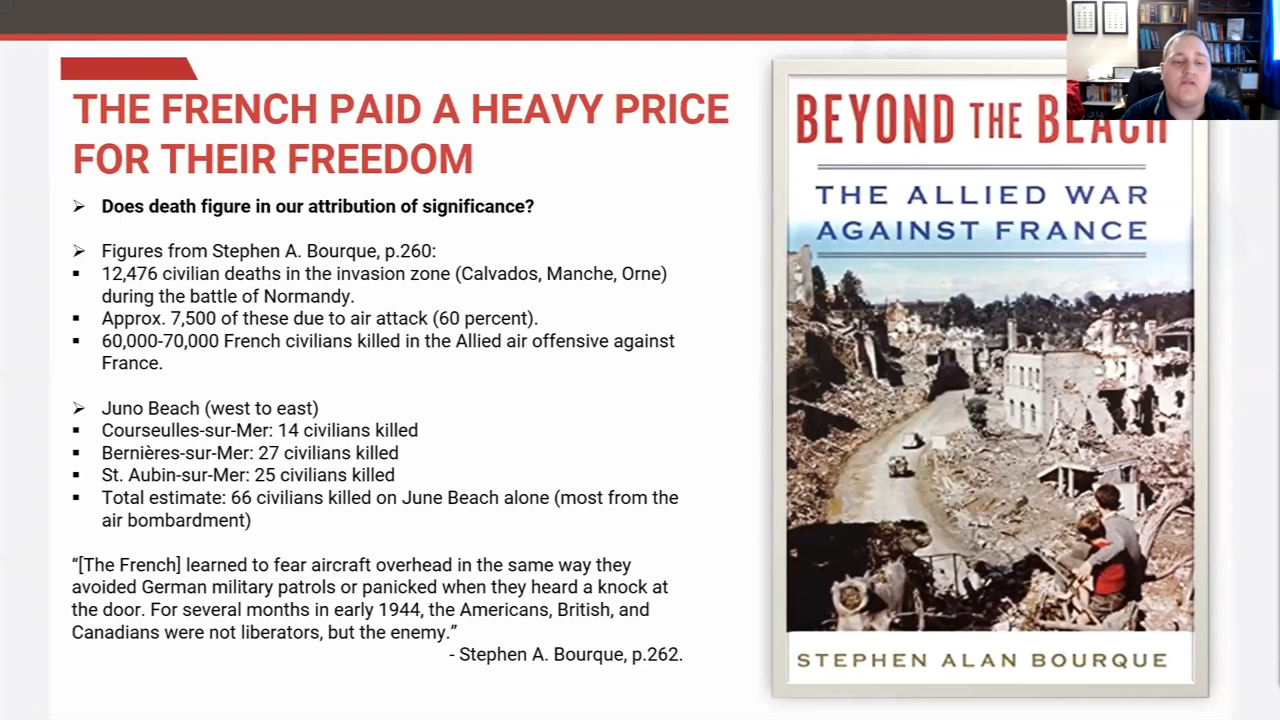 THE FRENCH PAID A HEAVY PRICE
FOR THEIR FREEDOM
➢ Does death figure in our attribution of significance?
➢ Figures from Stephen A. Bourque, p.260:
▪ 12,476 civilian deaths in the invasion zone (Calvados, Manche, Orne)
during the battle of Normandy.
▪ Approx. 7,500 of these due to air attack (60 percent).
▪ 60,000-70,000 French civilians killed in the Allied air offensive against
France.
➢ Juno Beach (west to east)
▪ Courseulles-sur-Mer: 14 civilians killed
▪ Bernières-sur-Mer: 27 civilians killed
▪ St. Aubin-sur-Mer: 25 civilians killed
▪ Total estimate: 66 civilians killed on June Beach alone (most from the
air bombardment)
“[The French] learned to fear aircraft overhead in the same way they
avoided German military patrols or panicked when they heard a knock at
the door. For several months in early 1944, the Americans, British, and
Canadians were not liberators, but the enemy.”
- Stephen A. Bourque, p.262.
BEYOND THE BEACH
THE ALLIED WAR
AGAINST FRANCE
STEPHEN ALAN BOURQUE